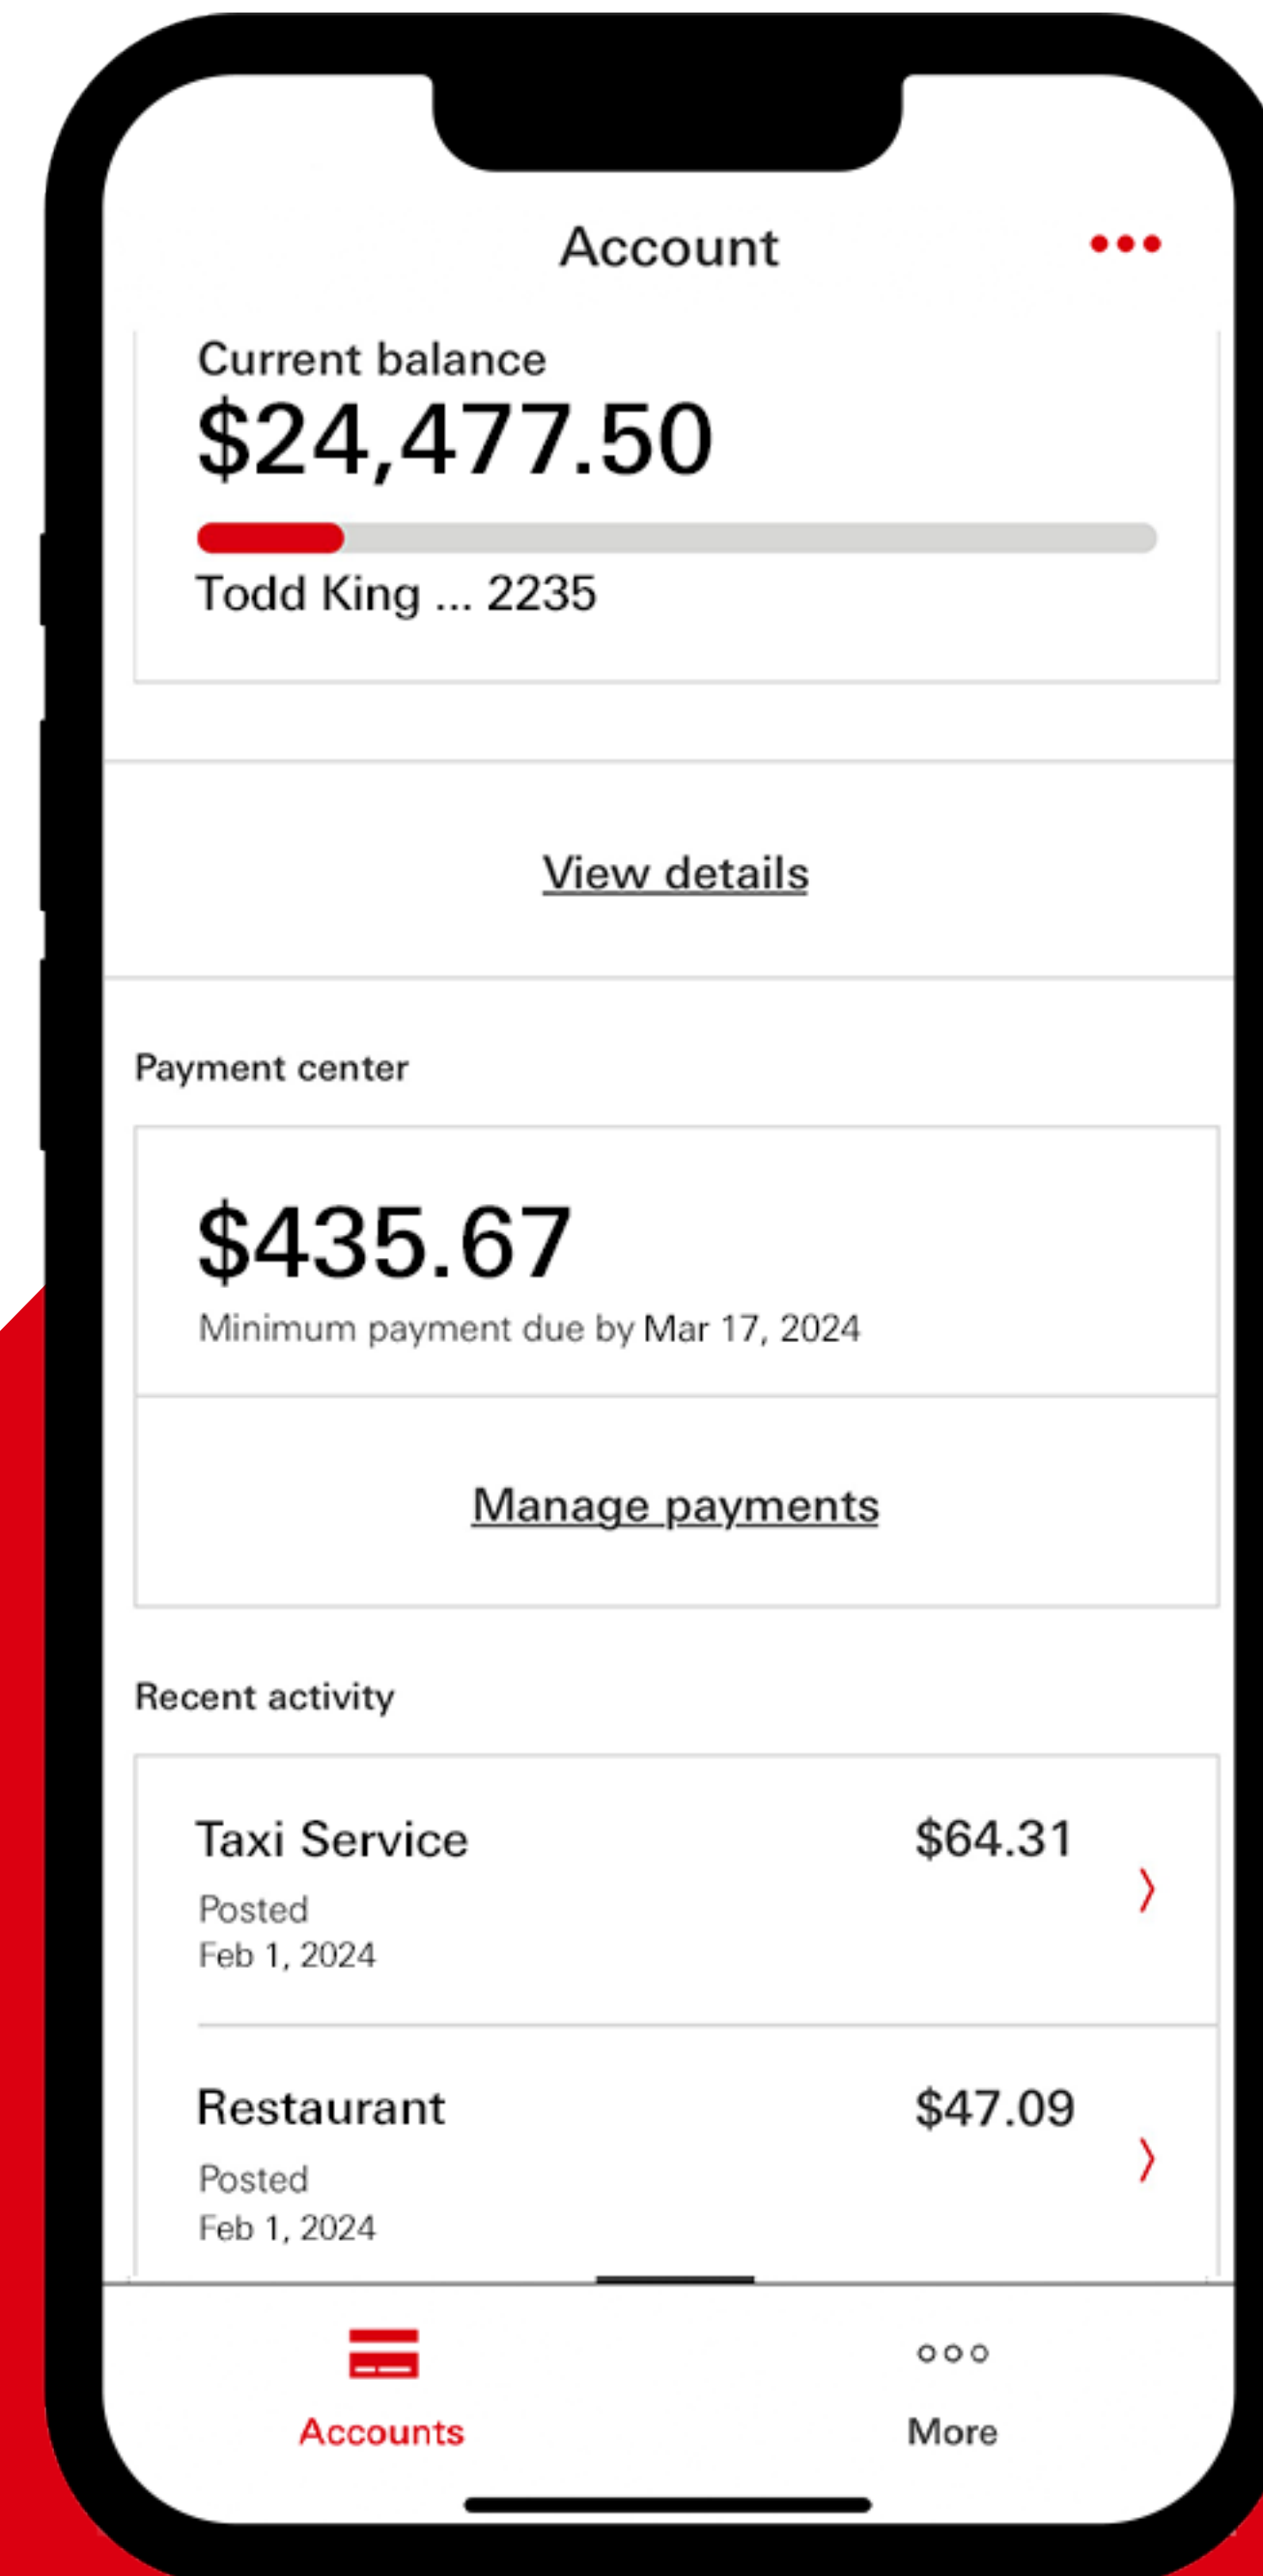 Account
Current balance
$24,477.50
Todd King ... 2235
View details
Payment center
$435.67
Minimum payment due by Mar 17, 2024
Manage payments
Recent activity
Taxi Service $64.31
Posted
Feb 1, 2024
Restaurant $47.09
Posted
Feb 1, 2024
Accounts More